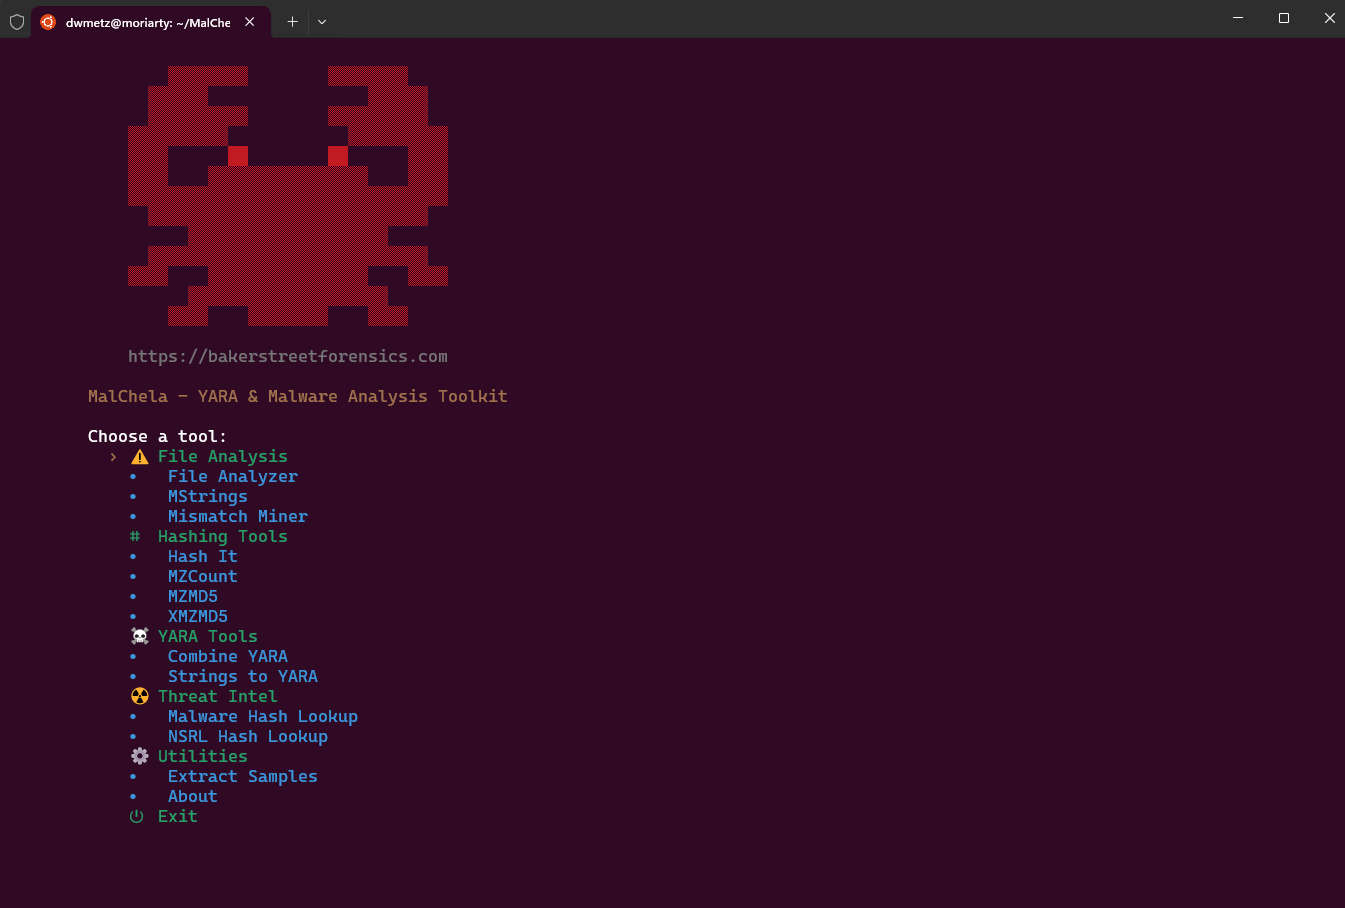 dwmetz@moriarty: ~/MalChe
https://bakerstreetforensics.com
MalChela — YARA & Malware Analysis Toolkit
Choose a tool:
› ⚠ File Analysis
• File Analyzer
• MStrings
• Mismatch Miner
# Hashing Tools
• Hash It
• MZCount
• MZMD5
• XMZMD5
☠ YARA Tools
• Combine YARA
• Strings to YARA
☢ Threat Intel
• Malware Hash Lookup
• NSRL Hash Lookup
⚙ Utilities
• Extract Samples
• About
⏻ Exit